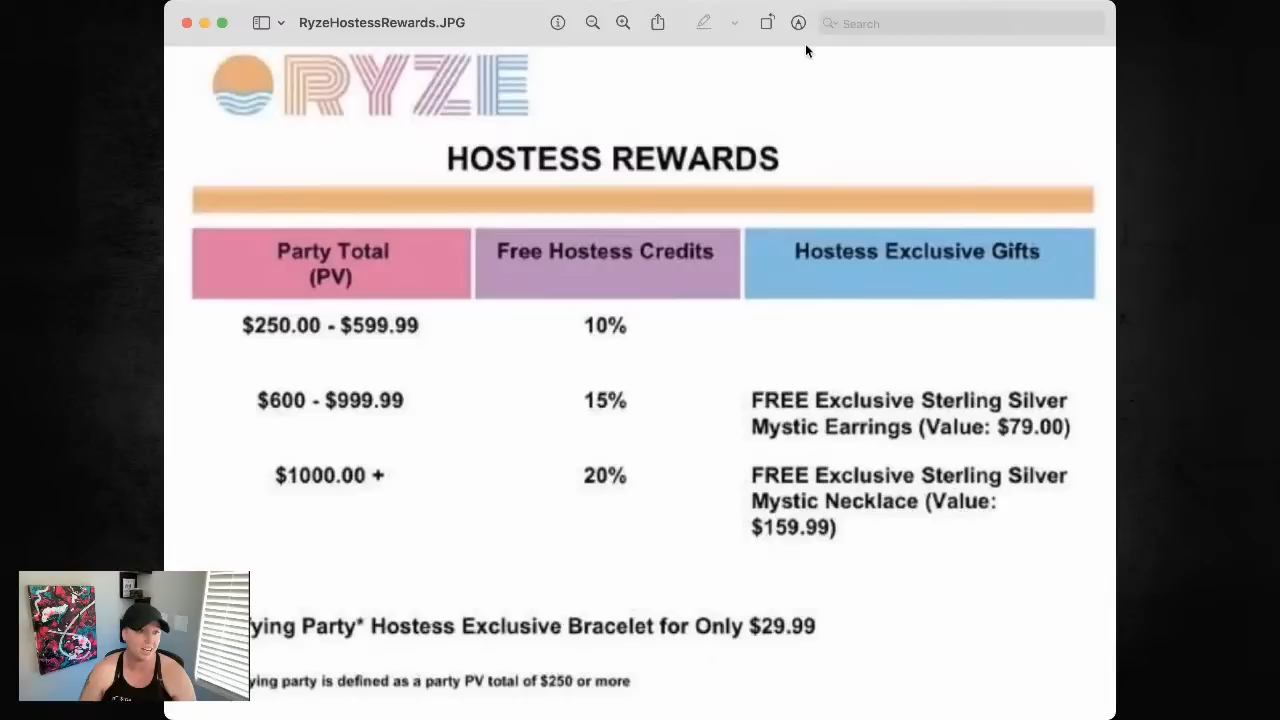 RyzeHostessRewards.JPG
Search
RYZE
HOSTESS REWARDS
Party Total
(PV)
Free Hostess Credits
Hostess Exclusive Gifts
$250.00 - $599.99
10%
$600 - $999.99
15%
FREE Exclusive Sterling Silver
Mystic Earrings (Value: $79.00)
$1000.00 +
20%
FREE Exclusive Sterling Silver
Mystic Necklace (Value:
$159.99)
ying Party* Hostess Exclusive Bracelet for Only $29.99
ying party is defined as a party PV total of $250 or more